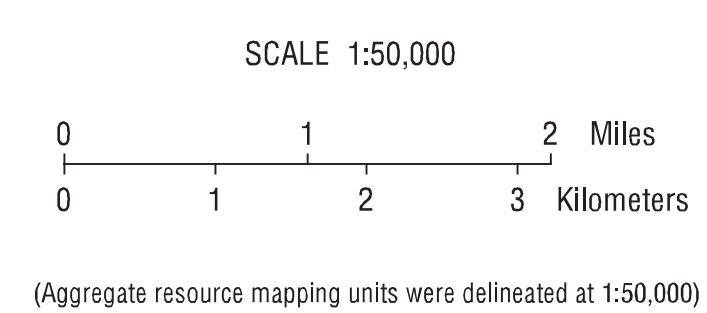 SCALE 1:50,000
0 1 2 Miles
0 1 2 3 Kilometers
(Aggregate resource mapping units were delineated at 1:50,000)